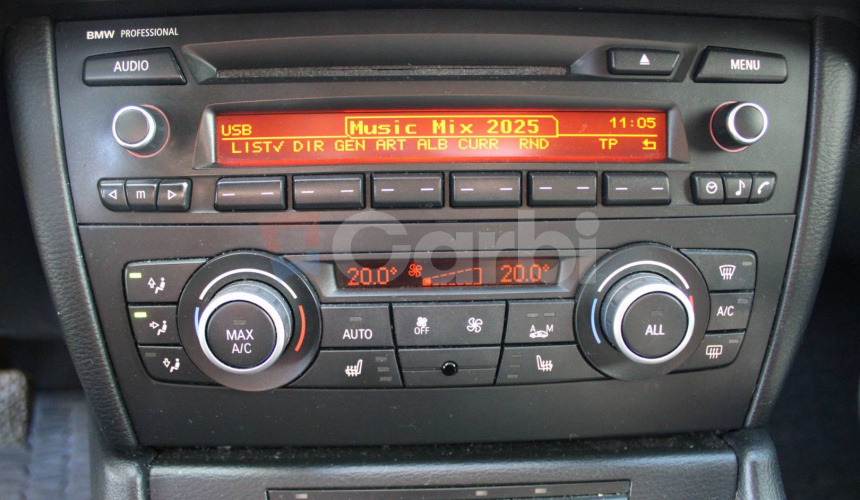 BMW PROFESSIONAL
AUDIO
MENU
USB Music Mix 2025 11:05
LIST✓ DIR GEN ART ALB CURR RND TP
m
Carbi
20.0° 20.0°
MAX A/C
AUTO
OFF
A M
ALL
A/C